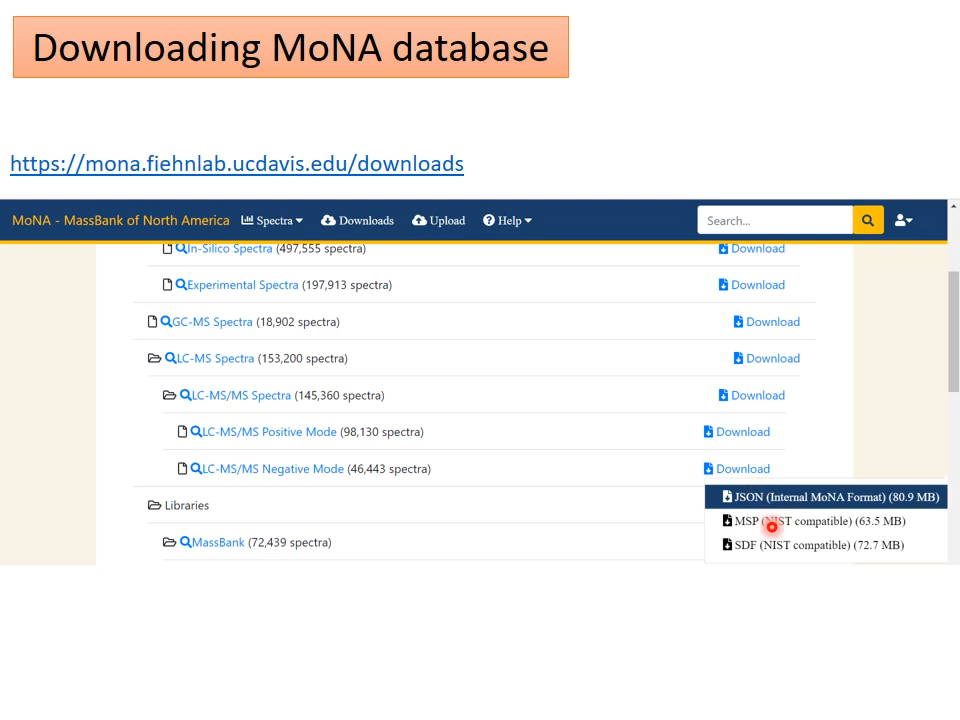 Downloading MoNA database
https://mona.fiehnlab.ucdavis.edu/downloads
MoNA - MassBank of North America Spectra Downloads Upload Help Search...
In-Silico Spectra (497,555 spectra) Download
Experimental Spectra (197,913 spectra) Download
GC-MS Spectra (18,902 spectra) Download
LC-MS Spectra (153,200 spectra) Download
LC-MS/MS Spectra (145,360 spectra) Download
LC-MS/MS Positive Mode (98,130 spectra) Download
LC-MS/MS Negative Mode (46,443 spectra) Download
JSON (Internal MoNA Format) (80.9 MB)
Libraries
MSP (NIST compatible) (63.5 MB)
MassBank (72,439 spectra)
SDF (NIST compatible) (72.7 MB)